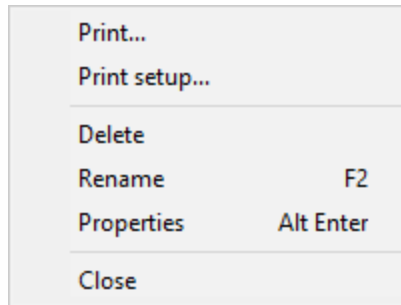 Print...
Print setup...
Delete
Rename F2
Properties Alt Enter
Close